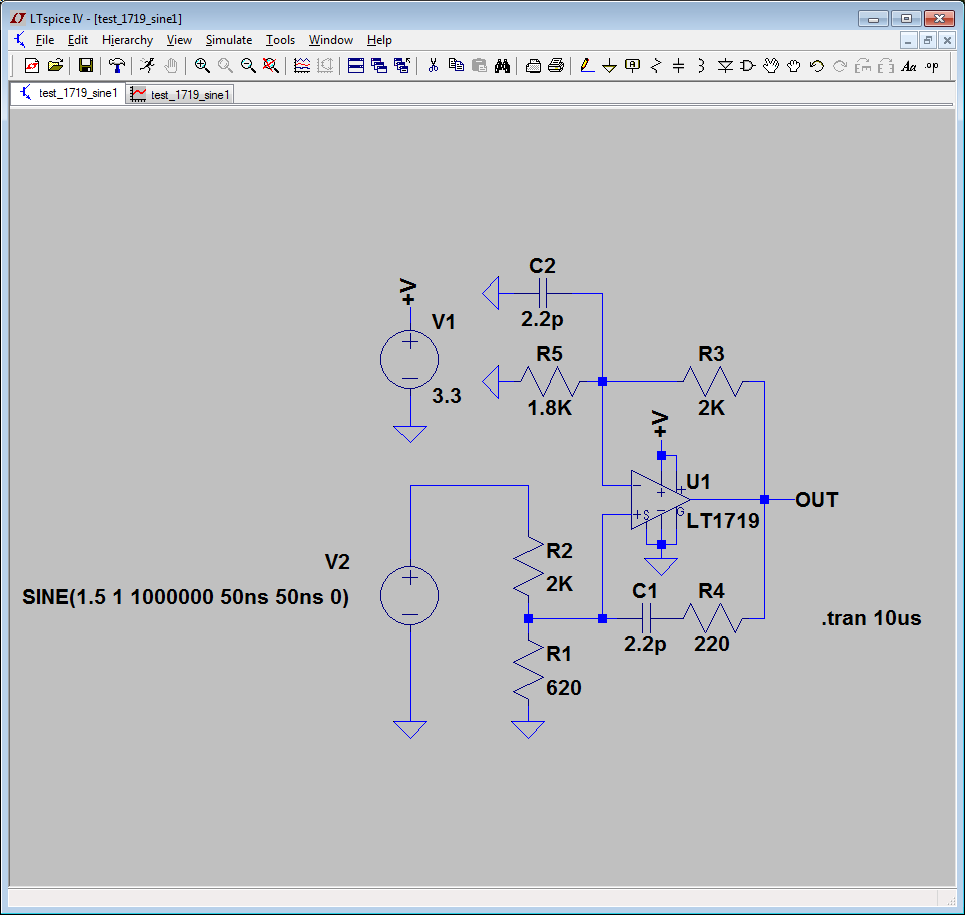 LTspice IV - [test_1719_sine1]
File Edit Hierarchy View Simulate Tools Window Help
Aa .op
test_1719_sine1 test_1719_sine1
C2
+V
V1
2.2p
R5
R3
3.3
1.8K
2K
+V
U1
OUT
LT1719
S
G
R2
V2
2K
SINE(1.5 1 1000000 50ns 50ns 0)
C1
R4
.tran 10us
2.2p
220
R1
620